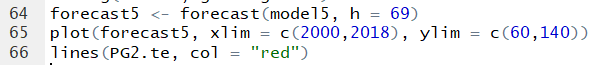 64 forecast5 <- forecast(model5, h = 69)
65 plot(forecast5, xlim = c(2000,2018), ylim = c(60,140))
66 lines(PG2.te, col = "red")